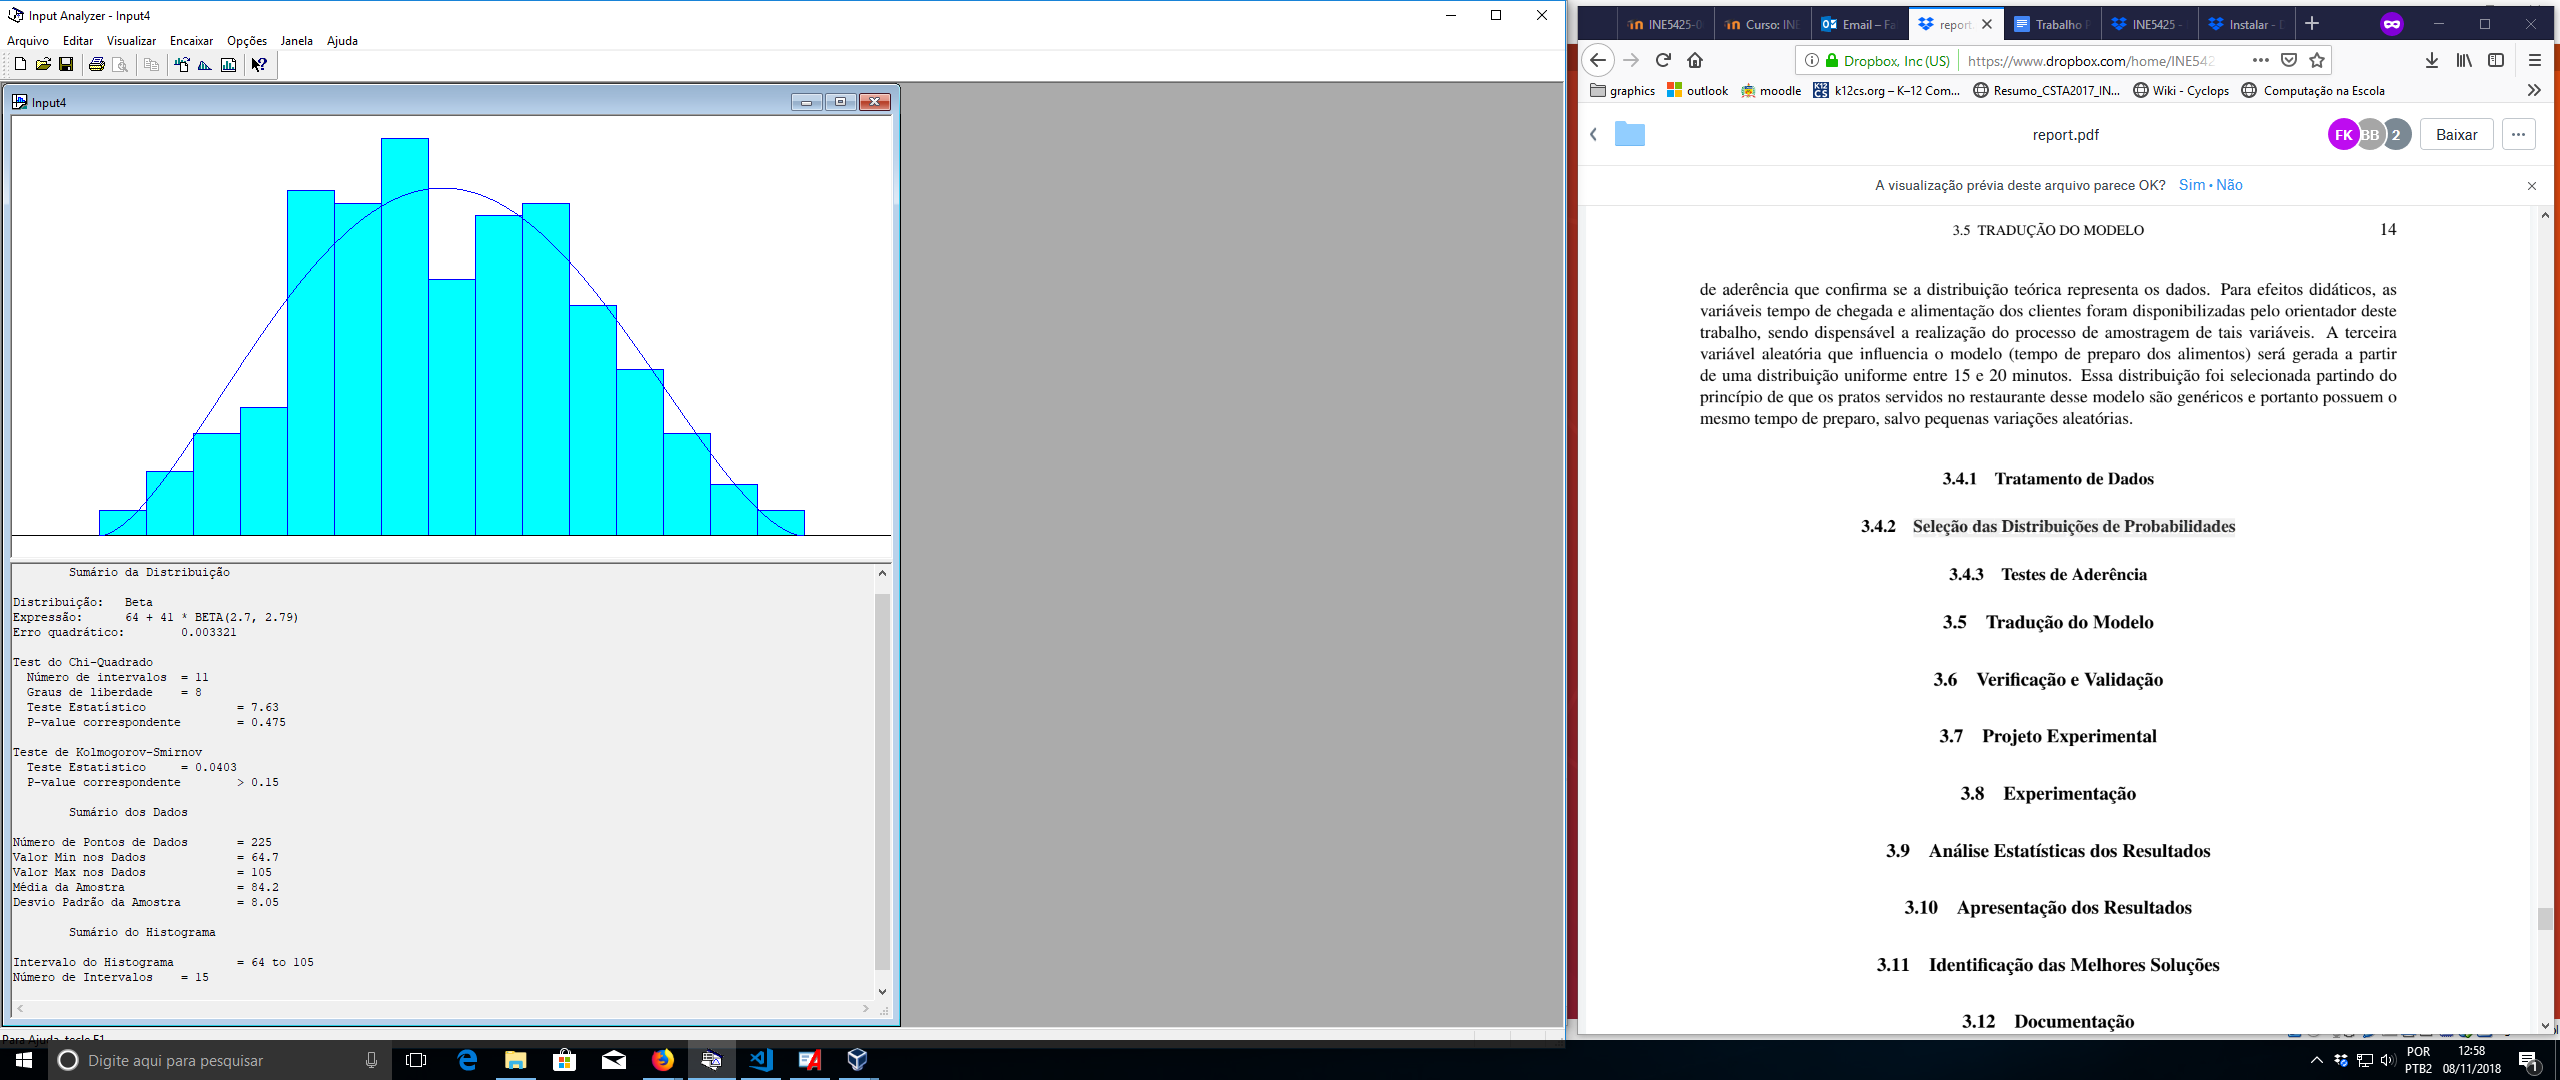 Input Analyzer - Input4
Arquivo Editar Visualizar Encaixar Opções Janela Ajuda
Input4
Sumário da Distribuição
Distribuição: Beta
Expressão: 64 + 41 * BETA(2.7, 2.79)
Erro quadrático: 0.003321
Test do Chi-Quadrado
Número de intervalos = 11
Graus de liberdade = 8
Teste Estatístico = 7.63
P-value correspondente = 0.475
Teste de Kolmogorov-Smirnov
Teste Estatistico = 0.0403
P-value correspondente > 0.15
Sumário dos Dados
Número de Pontos de Dados = 225
Valor Min nos Dados = 64.7
Valor Max nos Dados = 105
Média da Amostra = 84.2
Desvio Padrão da Amostra = 8.05
Sumário do Histograma
Intervalo do Histograma = 64 to 105
Número de Intervalos = 15
Para Ajuda, tecle F1
INE5425-0 Curso: INE Email – Fa report. Trabalho P INE5425 - Instalar - D
Dropbox, Inc (US) https://www.dropbox.com/home/INE542
graphics outlook moodle k12cs.org – K–12 Com... Resumo_CSTA2017_IN... Wiki - Cyclops Computação na Escola
report.pdf
FK BB 2 Baixar
A visualização prévia deste arquivo parece OK? Sim • Não
3.5 TRADUÇÃO DO MODELO 14
de aderência que confirma se a distribuição teórica representa os dados. Para efeitos didáticos, as
variáveis tempo de chegada e alimentação dos clientes foram disponibilizadas pelo orientador deste
trabalho, sendo dispensável a realização do processo de amostragem de tais variáveis. A terceira
variável aleatória que influencia o modelo (tempo de preparo dos alimentos) será gerada a partir
de uma distribuição uniforme entre 15 e 20 minutos. Essa distribuição foi selecionada partindo do
princípio de que os pratos servidos no restaurante desse modelo são genéricos e portanto possuem o
mesmo tempo de preparo, salvo pequenas variações aleatórias.
3.4.1 Tratamento de Dados
3.4.2 Seleção das Distribuições de Probabilidades
3.4.3 Testes de Aderência
3.5 Tradução do Modelo
3.6 Verificação e Validação
3.7 Projeto Experimental
3.8 Experimentação
3.9 Análise Estatísticas dos Resultados
3.10 Apresentação dos Resultados
3.11 Identificação das Melhores Soluções
3.12 Documentação
Digite aqui para pesquisar
POR
PTB2
12:58
08/11/2018
1